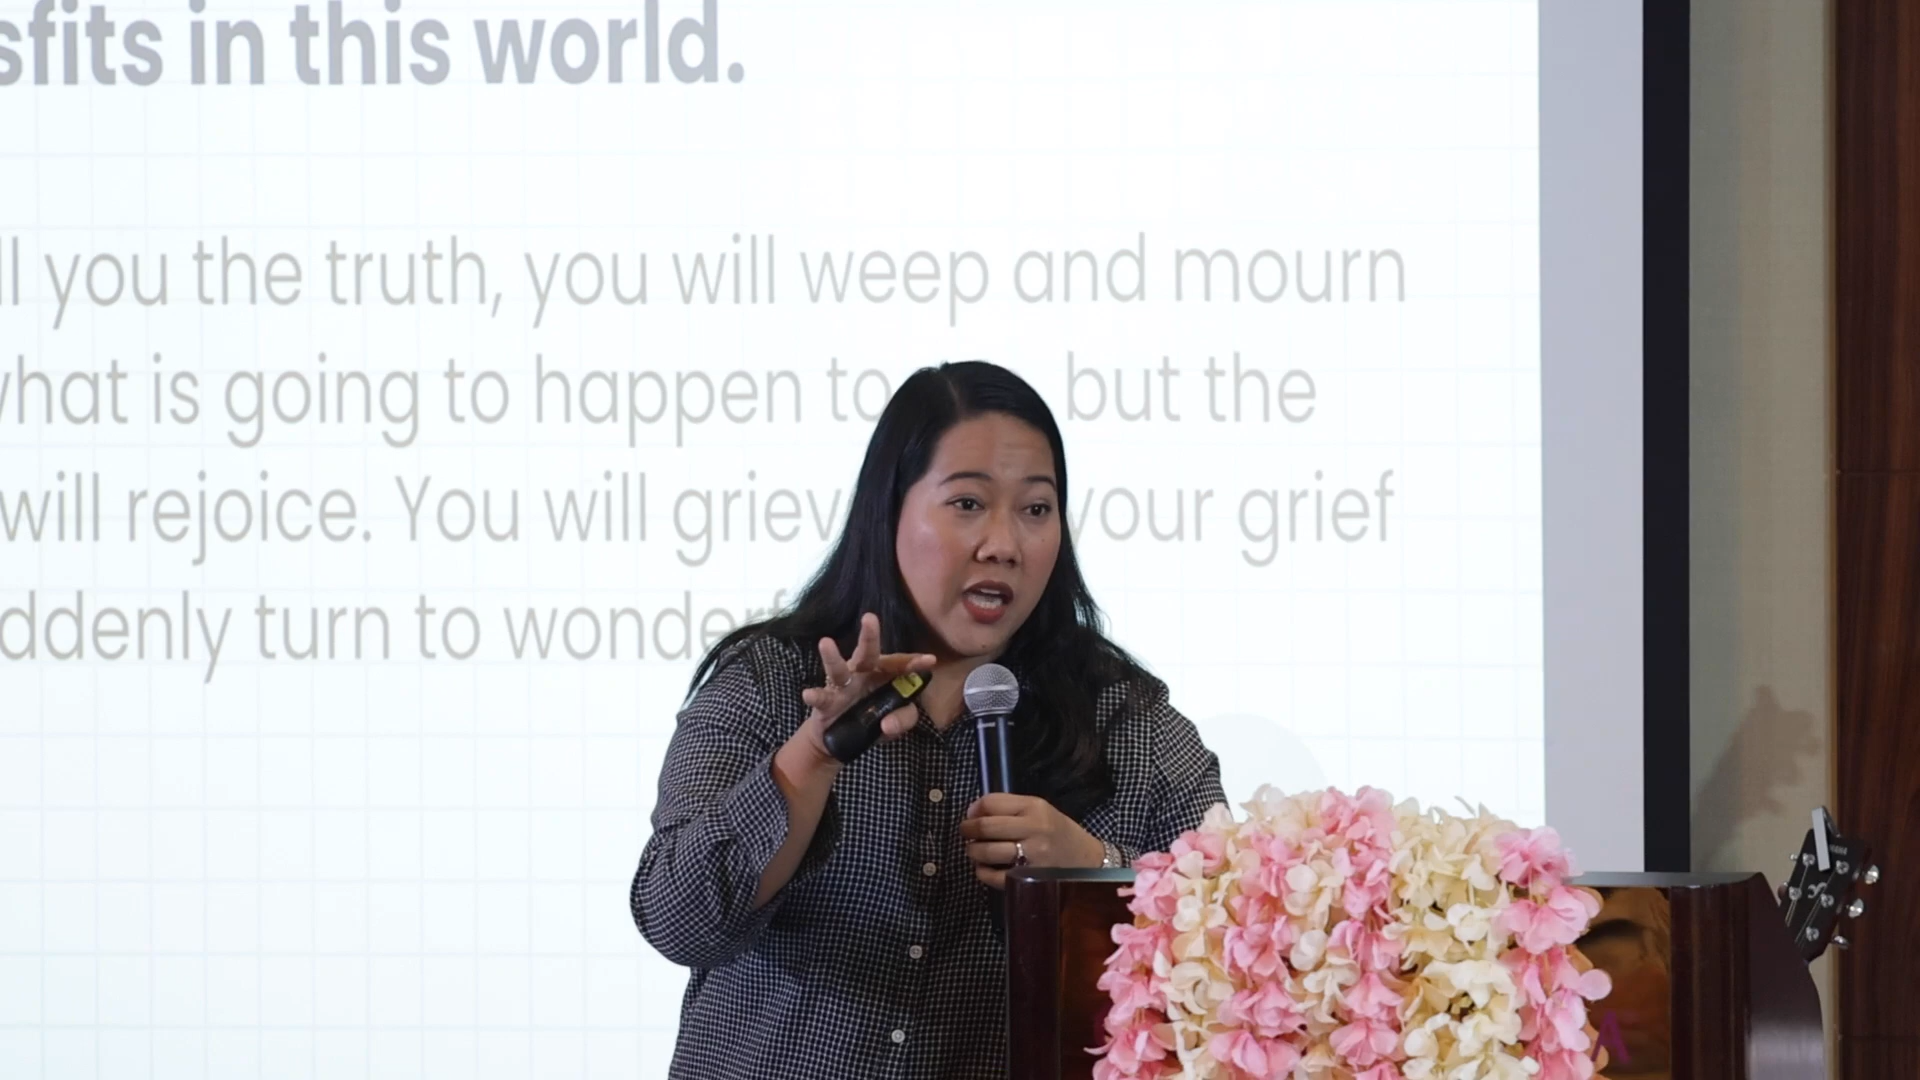 sfits in this world.
ll you the truth, you will weep and mourn
what is going to happen to but the
will rejoice. You will griev your grief
ddenly turn to wonderf